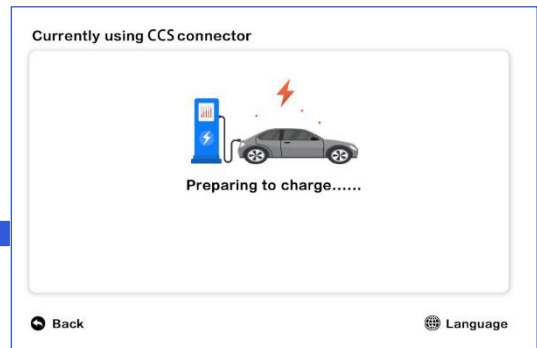 Currently using CCS connector
Preparing to charge......
Back
Language